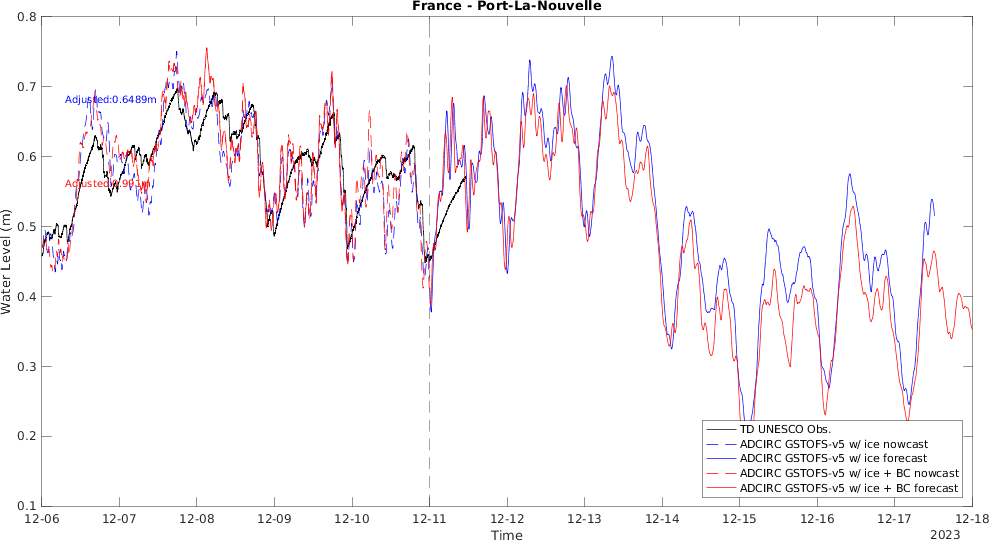 France - Port-La-Nouvelle
0.8
0.7
0.6
0.5
0.4
0.3
0.2
0.1
Water Level (m)
Adjusted:0.6489m
TD UNESCO Obs.
ADCIRC GSTOFS-v5 w/ ice nowcast
ADCIRC GSTOFS-v5 w/ ice forecast
ADCIRC GSTOFS-v5 w/ ice + BC nowcast
ADCIRC GSTOFS-v5 w/ ice + BC forecast
12-06 12-07 12-08 12-09 12-10 12-11 12-12 12-13 12-14 12-15 12-16 12-17 12-18
Time
2023